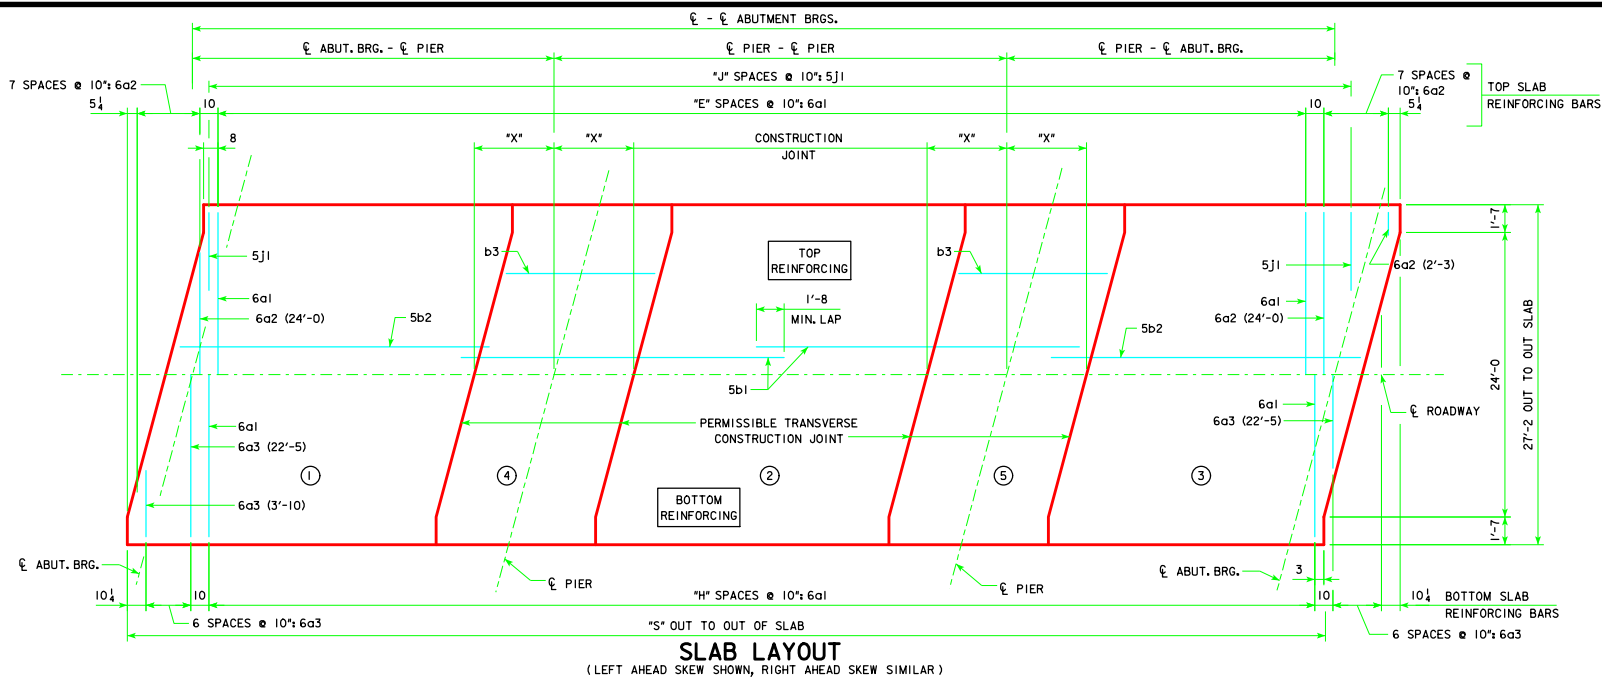 ℄ - ℄ ABUTMENT BRGS.
℄ ABUT. BRG. - ℄ PIER
℄ PIER - ℄ PIER
℄ PIER - ℄ ABUT. BRG.
7 SPACES @ 10": 6a2
"J" SPACES @ 10": 5j1
7 SPACES @
10": 6a2
TOP SLAB
REINFORCING BARS
5¼
10
"E" SPACES @ 10": 6a1
10
5¼
8
"X"
"X"
CONSTRUCTION
JOINT
"X"
"X"
1'-7
b3
TOP
REINFORCING
b3
5j1
5j1
6a2 (2'-3)
6a1
1'-8
MIN. LAP
6a1
6a2 (24'-0)
5b2
6a2 (24'-0)
5b2
24'-0
27'-2 OUT TO OUT SLAB
5b1
6a1
℄ ROADWAY
6a1
PERMISSIBLE TRANSVERSE
CONSTRUCTION JOINT
6a3 (22'-5)
6a3 (22'-5)
1
4
2
5
3
6a3 (3'-10)
BOTTOM
REINFORCING
1'-7
℄ ABUT. BRG.
℄ PIER
℄ PIER
℄ ABUT. BRG.
3
10¼
10
"H" SPACES @ 10": 6a1
10
10¼
BOTTOM SLAB
REINFORCING BARS
6 SPACES @ 10": 6a3
"S" OUT TO OUT OF SLAB
6 SPACES @ 10": 6a3
SLAB LAYOUT
(LEFT AHEAD SKEW SHOWN, RIGHT AHEAD SKEW SIMILAR)